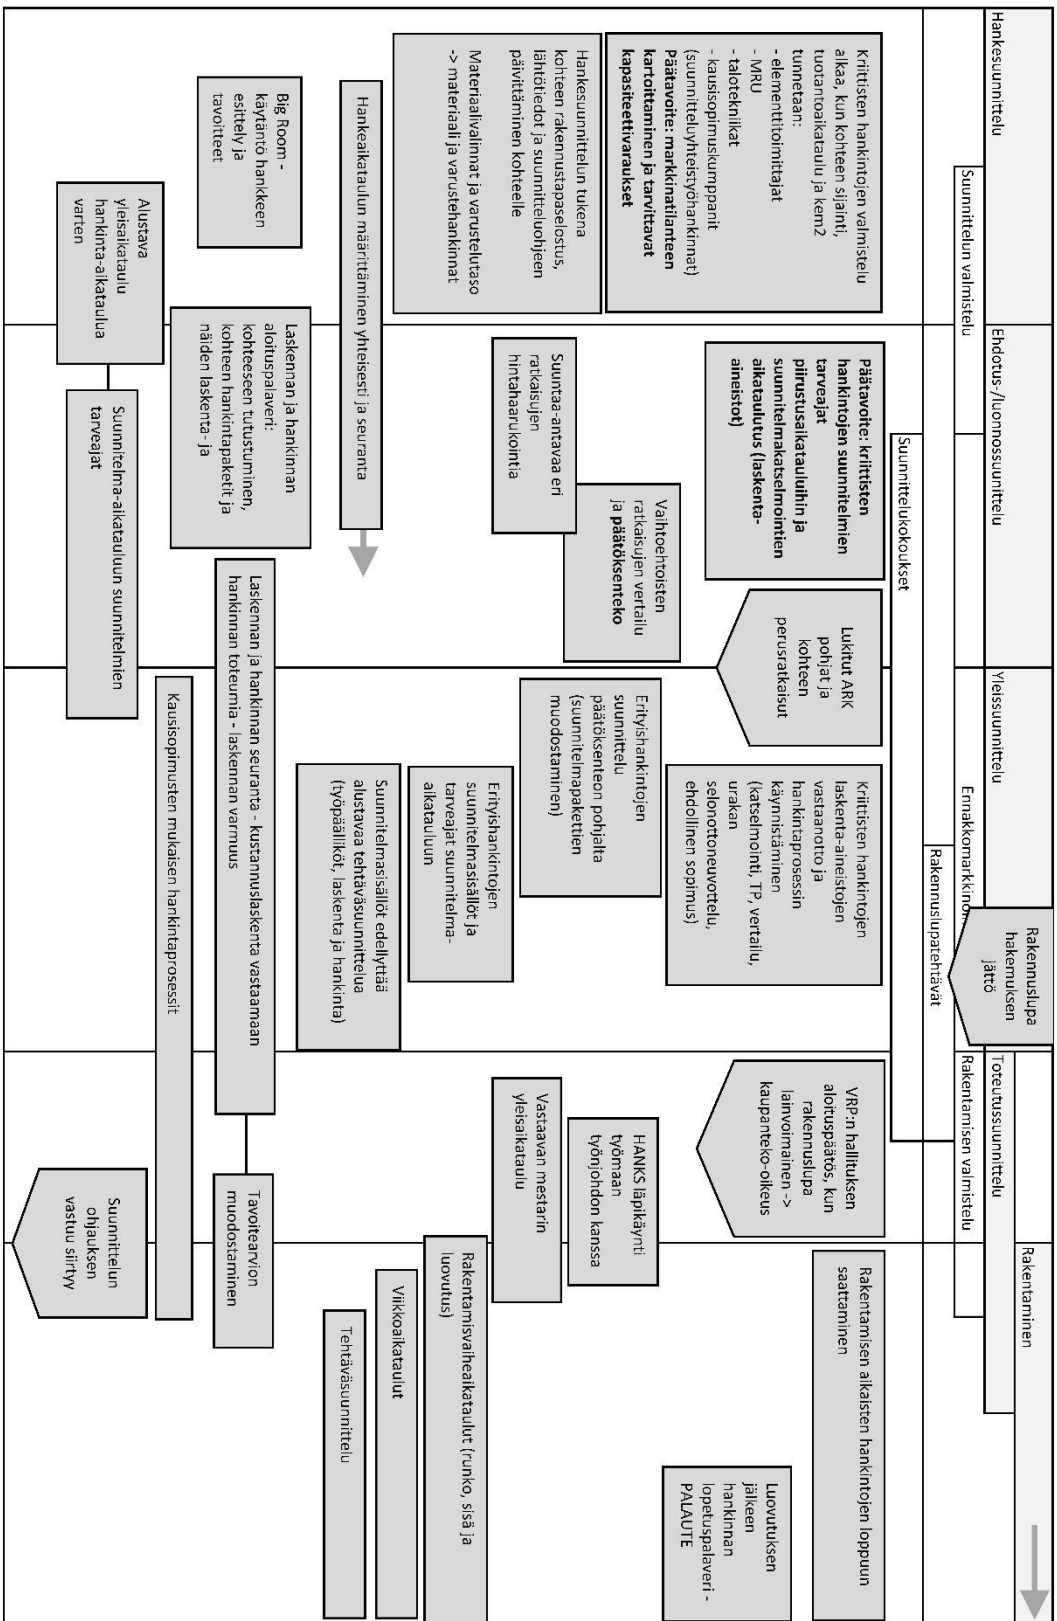 Hankesuunnittelu
Ehdotus-/luonnossuunittelu
Yleissuunnittelu
Toteutussuunnittelu
Rakentaminen
Suunnittelun valmistelu
Ennakkomarkkinoin
Rakentamisen valmistelu
Rakennuslupatehtävät
Suunnittelukokoukset
Rakennuslupa
hakemuksen
jättö
Kriittisten hankintojen valmistelu
aikaa, kun kohteen sijainti,
tuotantoaikataulu ja kem2
tunnetaan:
- elementtitoimittajat
- MRU
- talotekniikat
- kausisopimuskumppanit
(suunnitteluyhteistyöhankinnat)
Päätavoite: markkinatilanteen
kartoittaminen ja tarvittavat
kapasiteettivaraukset
Päätavoite: kriittisten
hankintojen suunnitelmien
tarveajat
piirustusaikatauluihin ja
suunnitelmakatselmointien
aikataulutus (laskenta-
aineistot)
Lukitut ARK
pohjat ja
kohteen
perusratkaisut
Kriittisten hankintojen
laskenta-aineistojen
vastaanotto ja
hankintaprosessin
käynnistäminen
(katselmointi, TP, vertailu,
urakan
selonottoneuvottelu,
ehdollinen sopimus)
VRP:n hallituksen
aloituspäätös, kun
rakennuslupa
lainvoimainen ->
kaupanteko-oikeus
Rakentamisen aikaisten hankintojen loppuun
saattaminen
Luovutuksen
jälkeen
hankinnan
lopetuspalaveri -
PALAUTE
Hankesuunnittelun tukena
kohteen rakennustapaselostus,
lähtötiedot ja suunnitteluohjeen
päivittäminen kohteelle
Materiaalivalinnat ja varustelutaso
-> materiaali ja varustehankinnat
Suuntaa-antavaa eri
ratkaisujen
hintahaarukointia
Vaihtoehtoisten
ratkaisujen vertailu
ja päätöksenteko
Erityishankintojen
suunnittelu
päätöksenteon pohjalta
(suunnitelmapakettien
muodostaminen)
HANKS läpikäynti
työmaan
työnjohdon kanssa
Vastaavan mestarin
yleisaikataulu
Rakentamisvaiheaikataulut (runko, sisä ja
luovutus)
Hankeaikataulun määrittäminen yhteisesti ja seuranta
Erityishankintojen
suunnitelmasisällöt ja
tarveajat suunnitelma-
aikatauluun
Viikkoaikataulut
Suunnitelmasisällöt edellyttää
alustava tehtäväsuunnittelua
(työpäälliköt, laskenta ja hankinta)
Tehtäväsuunnittelu
Big Room -
käytäntö hankkeen
esittely ja
tavoitteet
Laskennan ja hankinnan
aloituspalaveri:
kohteeseen tutustuminen,
kohteen hankintapaketit ja
näiden laskenta- ja
Laskennan ja hankinnan seuranta - kustannuslaskenta vastaamaan
hankinnan toteumia - laskennan varmuus
Tavoitearvion
muodostaminen
Alustava
yleisaikataulu
hankinta-aikataulua
varten
Suunnitelma-aikatauluun suunnitelmien
tarveajat
Kausisopimusten mukaisen hankintaprosessit
Suunnittelun
ohjauksen
vastuu siirtyy